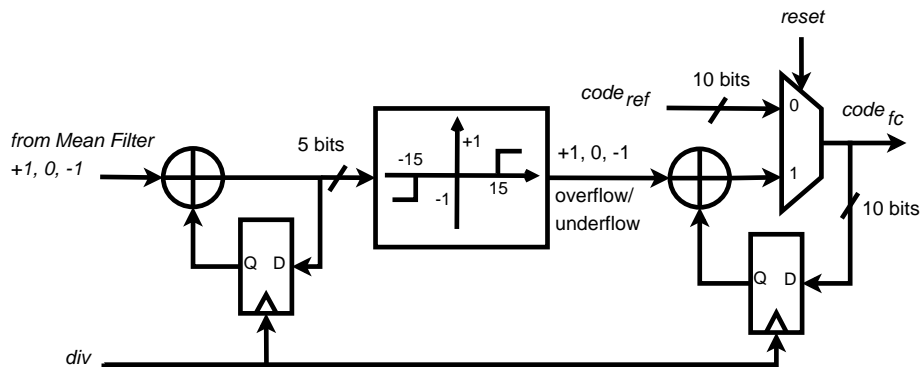 reset
10 bits
code ref
0
code fc
from Mean Filter
+1, 0, -1
5 bits
-15
+1
-1
15
+1, 0, -1
overflow/
underflow
1
10 bits
Q D
Q D
div